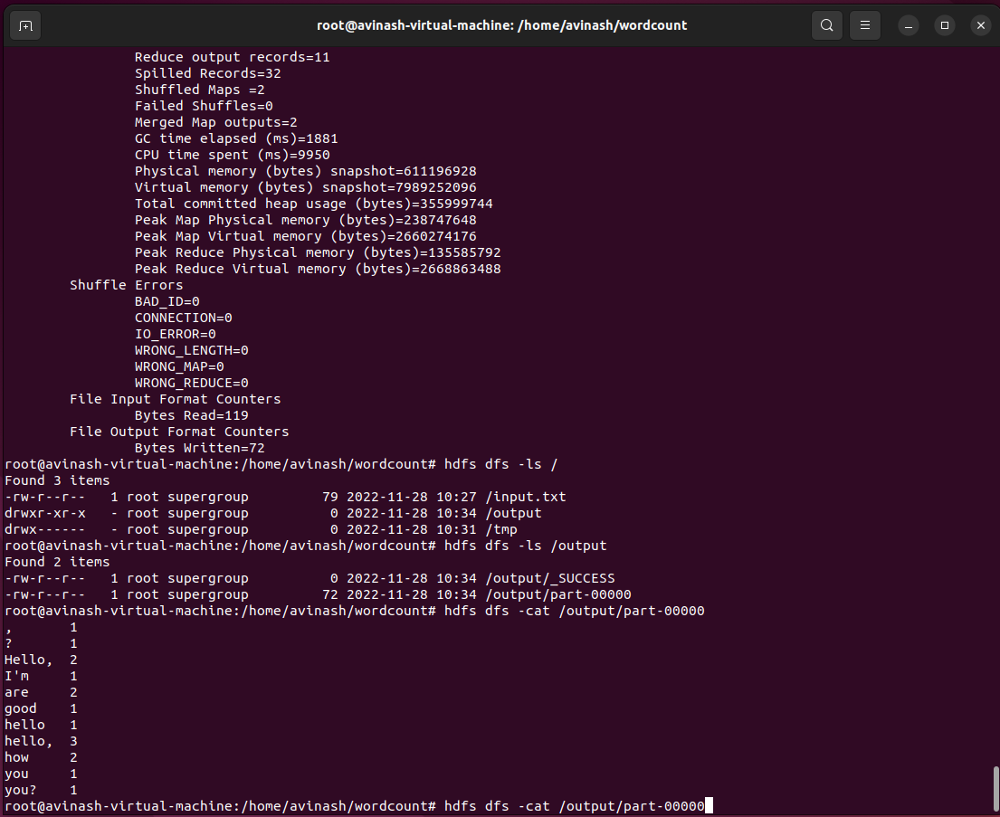 root@avinash-virtual-machine: /home/avinash/wordcount
Reduce output records=11
Spilled Records=32
Shuffled Maps =2
Failed Shuffles=0
Merged Map outputs=2
GC time elapsed (ms)=1881
CPU time spent (ms)=9950
Physical memory (bytes) snapshot=611196928
Virtual memory (bytes) snapshot=7989252096
Total committed heap usage (bytes)=355999744
Peak Map Physical memory (bytes)=238747648
Peak Map Virtual memory (bytes)=2660274176
Peak Reduce Physical memory (bytes)=135585792
Peak Reduce Virtual memory (bytes)=2668863488
Shuffle Errors
BAD_ID=0
CONNECTION=0
IO_ERROR=0
WRONG_LENGTH=0
WRONG_MAP=0
WRONG_REDUCE=0
File Input Format Counters
Bytes Read=119
File Output Format Counters
Bytes Written=72
root@avinash-virtual-machine:/home/avinash/wordcount# hdfs dfs -ls /
Found 3 items
-rw-r--r--   1 root supergroup         79 2022-11-28 10:27 /input.txt
drwxr-xr-x   - root supergroup          0 2022-11-28 10:34 /output
drwx------   - root supergroup          0 2022-11-28 10:31 /tmp
root@avinash-virtual-machine:/home/avinash/wordcount# hdfs dfs -ls /output
Found 2 items
-rw-r--r--   1 root supergroup          0 2022-11-28 10:34 /output/_SUCCESS
-rw-r--r--   1 root supergroup         72 2022-11-28 10:34 /output/part-00000
root@avinash-virtual-machine:/home/avinash/wordcount# hdfs dfs -cat /output/part-00000
,       1
?       1
Hello,  2
I'm     1
are     2
good    1
hello   1
hello,  3
how     2
you     1
you?    1
root@avinash-virtual-machine:/home/avinash/wordcount# hdfs dfs -cat /output/part-00000